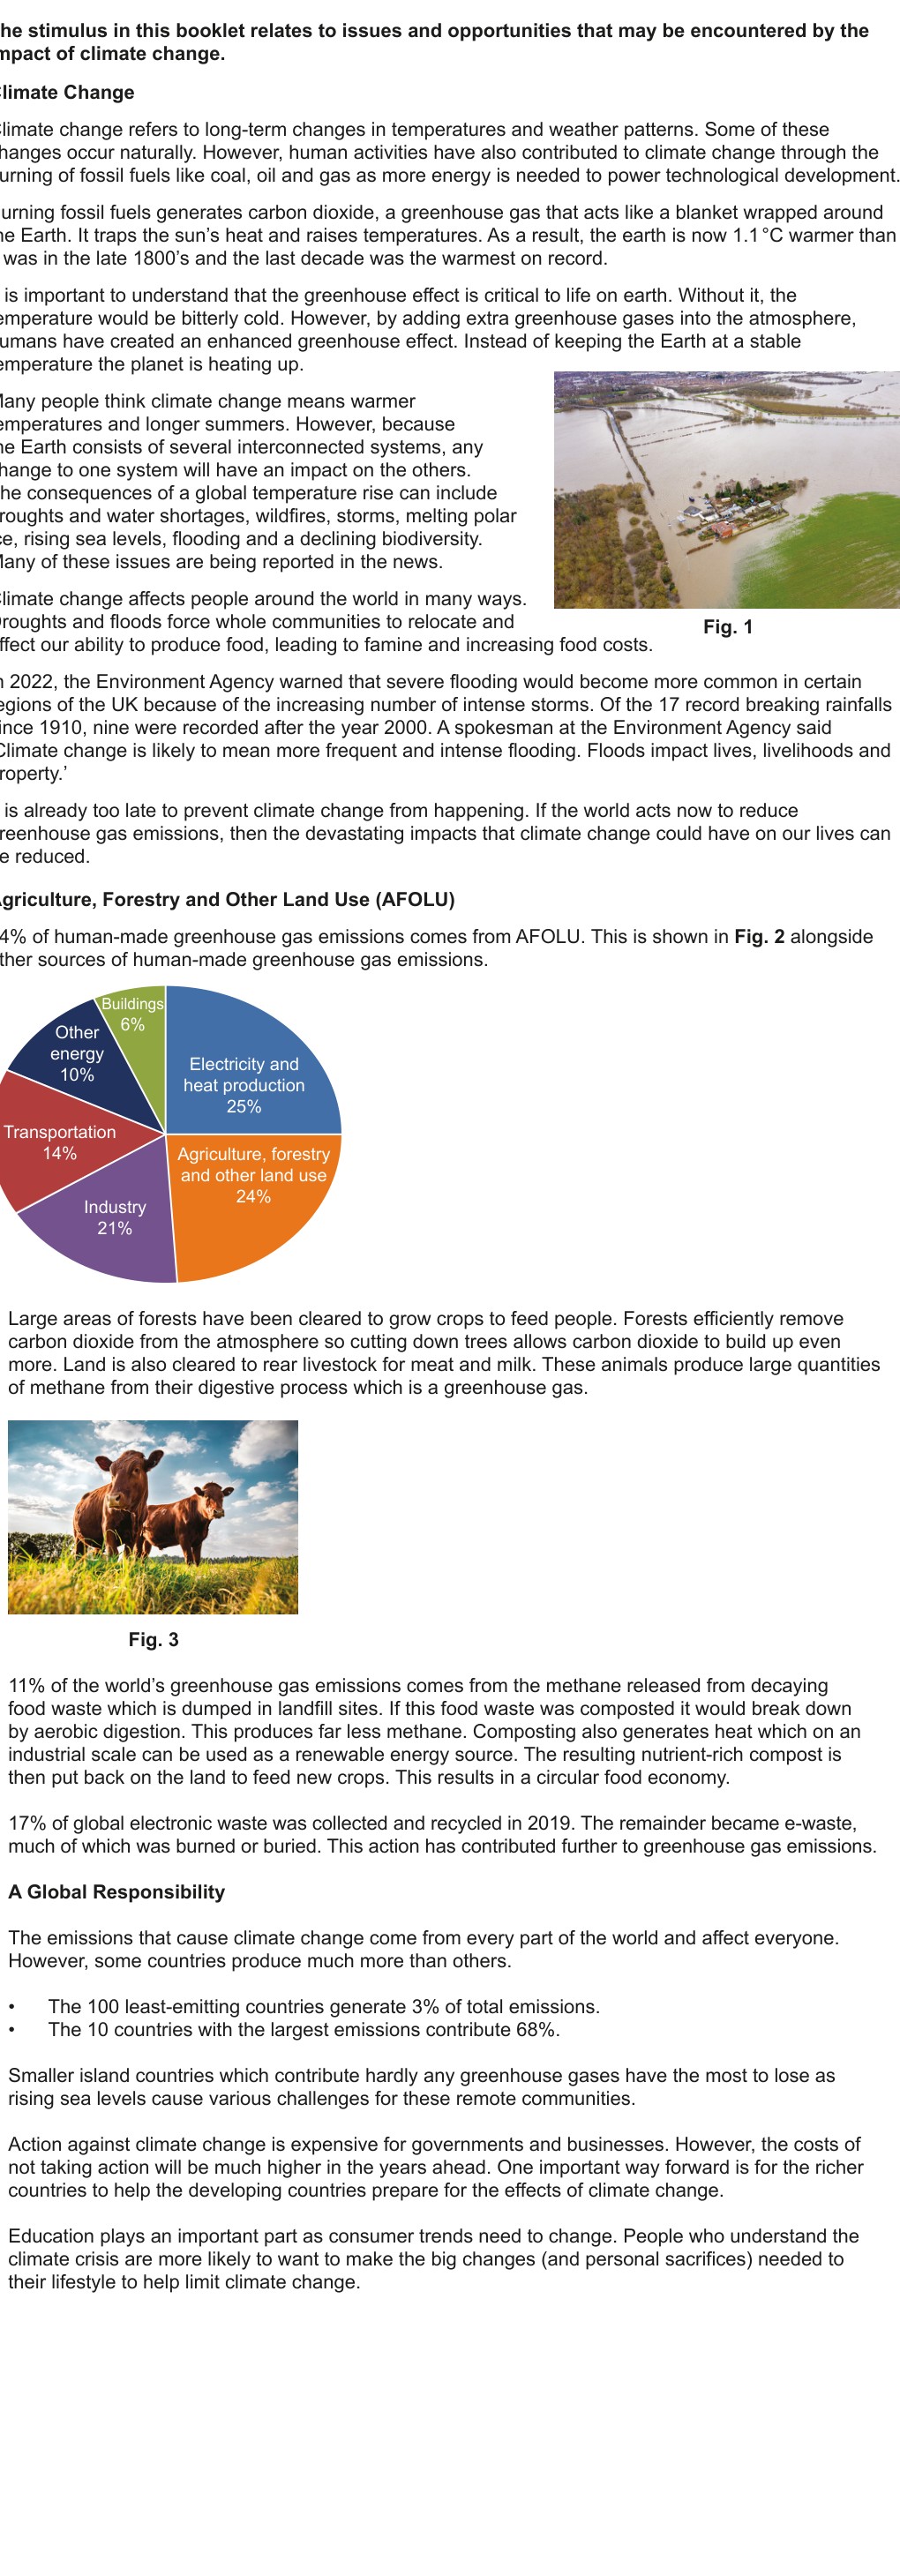 he stimulus in this booklet relates to issues and opportunities that may be encountered by the
mpact of climate change.
Climate Change
Climate change refers to long-term changes in temperatures and weather patterns. Some of these
hanges occur naturally. However, human activities have also contributed to climate change through the
urning of fossil fuels like coal, oil and gas as more energy is needed to power technological development.
urning fossil fuels generates carbon dioxide, a greenhouse gas that acts like a blanket wrapped around
he Earth. It traps the sun's heat and raises temperatures. As a result, the earth is now 1.1 °C warmer than
was in the late 1800's and the last decade was the warmest on record.
is important to understand that the greenhouse effect is critical to life on earth. Without it, the
emperature would be bitterly cold. However, by adding extra greenhouse gases into the atmosphere,
umans have created an enhanced greenhouse effect. Instead of keeping the Earth at a stable
emperature the planet is heating up.
Many people think climate change means warmer
emperatures and longer summers. However, because
he Earth consists of several interconnected systems, any
hange to one system will have an impact on the others.
he consequences of a global temperature rise can include
roughts and water shortages, wildfires, storms, melting polar
ce, rising sea levels, flooding and a declining biodiversity.
Many of these issues are being reported in the news.
Climate change affects people around the world in many ways.
Droughts and floods force whole communities to relocate and
ffect our ability to produce food, leading to famine and increasing food costs.
Fig. 1
n 2022, the Environment Agency warned that severe flooding would become more common in certain
egions of the UK because of the increasing number of intense storms. Of the 17 record breaking rainfalls
ince 1910, nine were recorded after the year 2000. A spokesman at the Environment Agency said
Climate change is likely to mean more frequent and intense flooding. Floods impact lives, livelihoods and
roperty.'
is already too late to prevent climate change from happening. If the world acts now to reduce
reenhouse gas emissions, then the devastating impacts that climate change could have on our lives can
e reduced.
Agriculture, Forestry and Other Land Use (AFOLU)
4% of human-made greenhouse gas emissions comes from AFOLU. This is shown in Fig. 2 alongside
ther sources of human-made greenhouse gas emissions.
Buildings
6%
Other
energy
10%
Electricity and
heat production
25%
Transportation
14%
Agriculture, forestry
and other land use
24%
Industry
21%
Large areas of forests have been cleared to grow crops to feed people. Forests efficiently remove
carbon dioxide from the atmosphere so cutting down trees allows carbon dioxide to build up even
more. Land is also cleared to rear livestock for meat and milk. These animals produce large quantities
of methane from their digestive process which is a greenhouse gas.
Fig. 3
11% of the world's greenhouse gas emissions comes from the methane released from decaying
food waste which is dumped in landfill sites. If this food waste was composted it would break down
by aerobic digestion. This produces far less methane. Composting also generates heat which on an
industrial scale can be used as a renewable energy source. The resulting nutrient-rich compost is
then put back on the land to feed new crops. This results in a circular food economy.
17% of global electronic waste was collected and recycled in 2019. The remainder became e-waste,
much of which was burned or buried. This action has contributed further to greenhouse gas emissions.
A Global Responsibility
The emissions that cause climate change come from every part of the world and affect everyone.
However, some countries produce much more than others.
• The 100 least-emitting countries generate 3% of total emissions.
• The 10 countries with the largest emissions contribute 68%.
Smaller island countries which contribute hardly any greenhouse gases have the most to lose as
rising sea levels cause various challenges for these remote communities.
Action against climate change is expensive for governments and businesses. However, the costs of
not taking action will be much higher in the years ahead. One important way forward is for the richer
countries to help the developing countries prepare for the effects of climate change.
Education plays an important part as consumer trends need to change. People who understand the
climate crisis are more likely to want to make the big changes (and personal sacrifices) needed to
their lifestyle to help limit climate change.